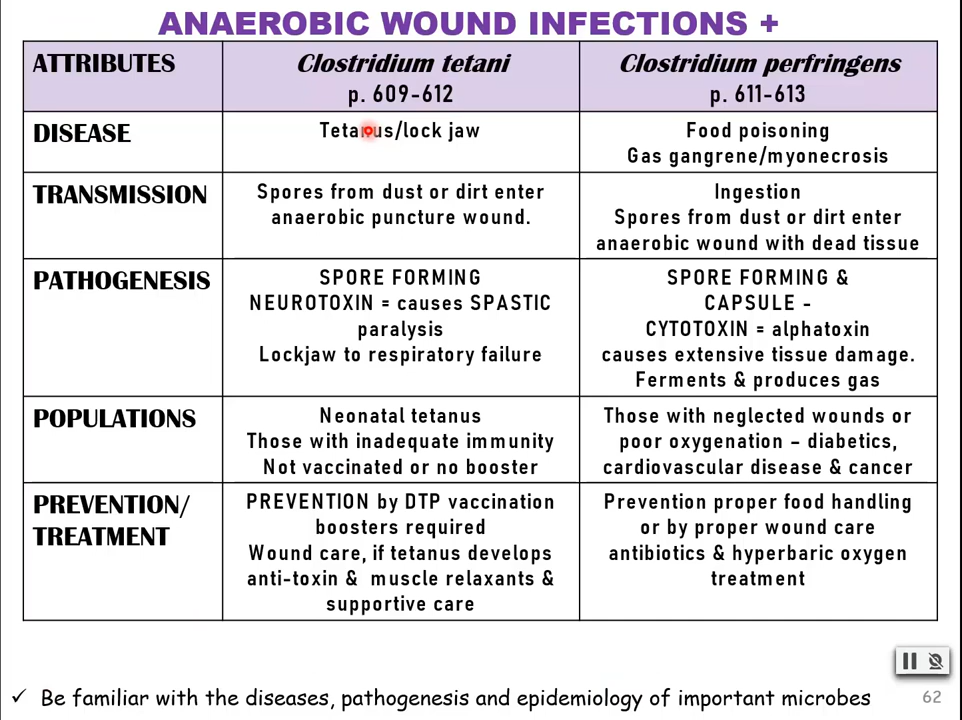 ANAEROBIC WOUND INFECTIONS +
ATTRIBUTES
Clostridium tetani
p. 609-612
Clostridium perfringens
p. 611-613
DISEASE
Tetanus/lock jaw
Food poisoning
Gas gangrene/myonecrosis
TRANSMISSION
Spores from dust or dirt enter
anaerobic puncture wound.
Ingestion
Spores from dust or dirt enter
anaerobic wound with dead tissue
PATHOGENESIS
SPORE FORMING
NEUROTOXIN = causes SPASTIC
paralysis
Lockjaw to respiratory failure
SPORE FORMING &
CAPSULE -
CYTOTOXIN = alphatoxin
causes extensive tissue damage.
Ferments & produces gas
POPULATIONS
Neonatal tetanus
Those with inadequate immunity
Not vaccinated or no booster
Those with neglected wounds or
poor oxygenation – diabetics,
cardiovascular disease & cancer
PREVENTION/
TREATMENT
PREVENTION by DTP vaccination
boosters required
Wound care, if tetanus develops
anti-toxin & muscle relaxants &
supportive care
Prevention proper food handling
or by proper wound care
antibiotics & hyperbaric oxygen
treatment
✓ Be familiar with the diseases, pathogenesis and epidemiology of important microbes
62